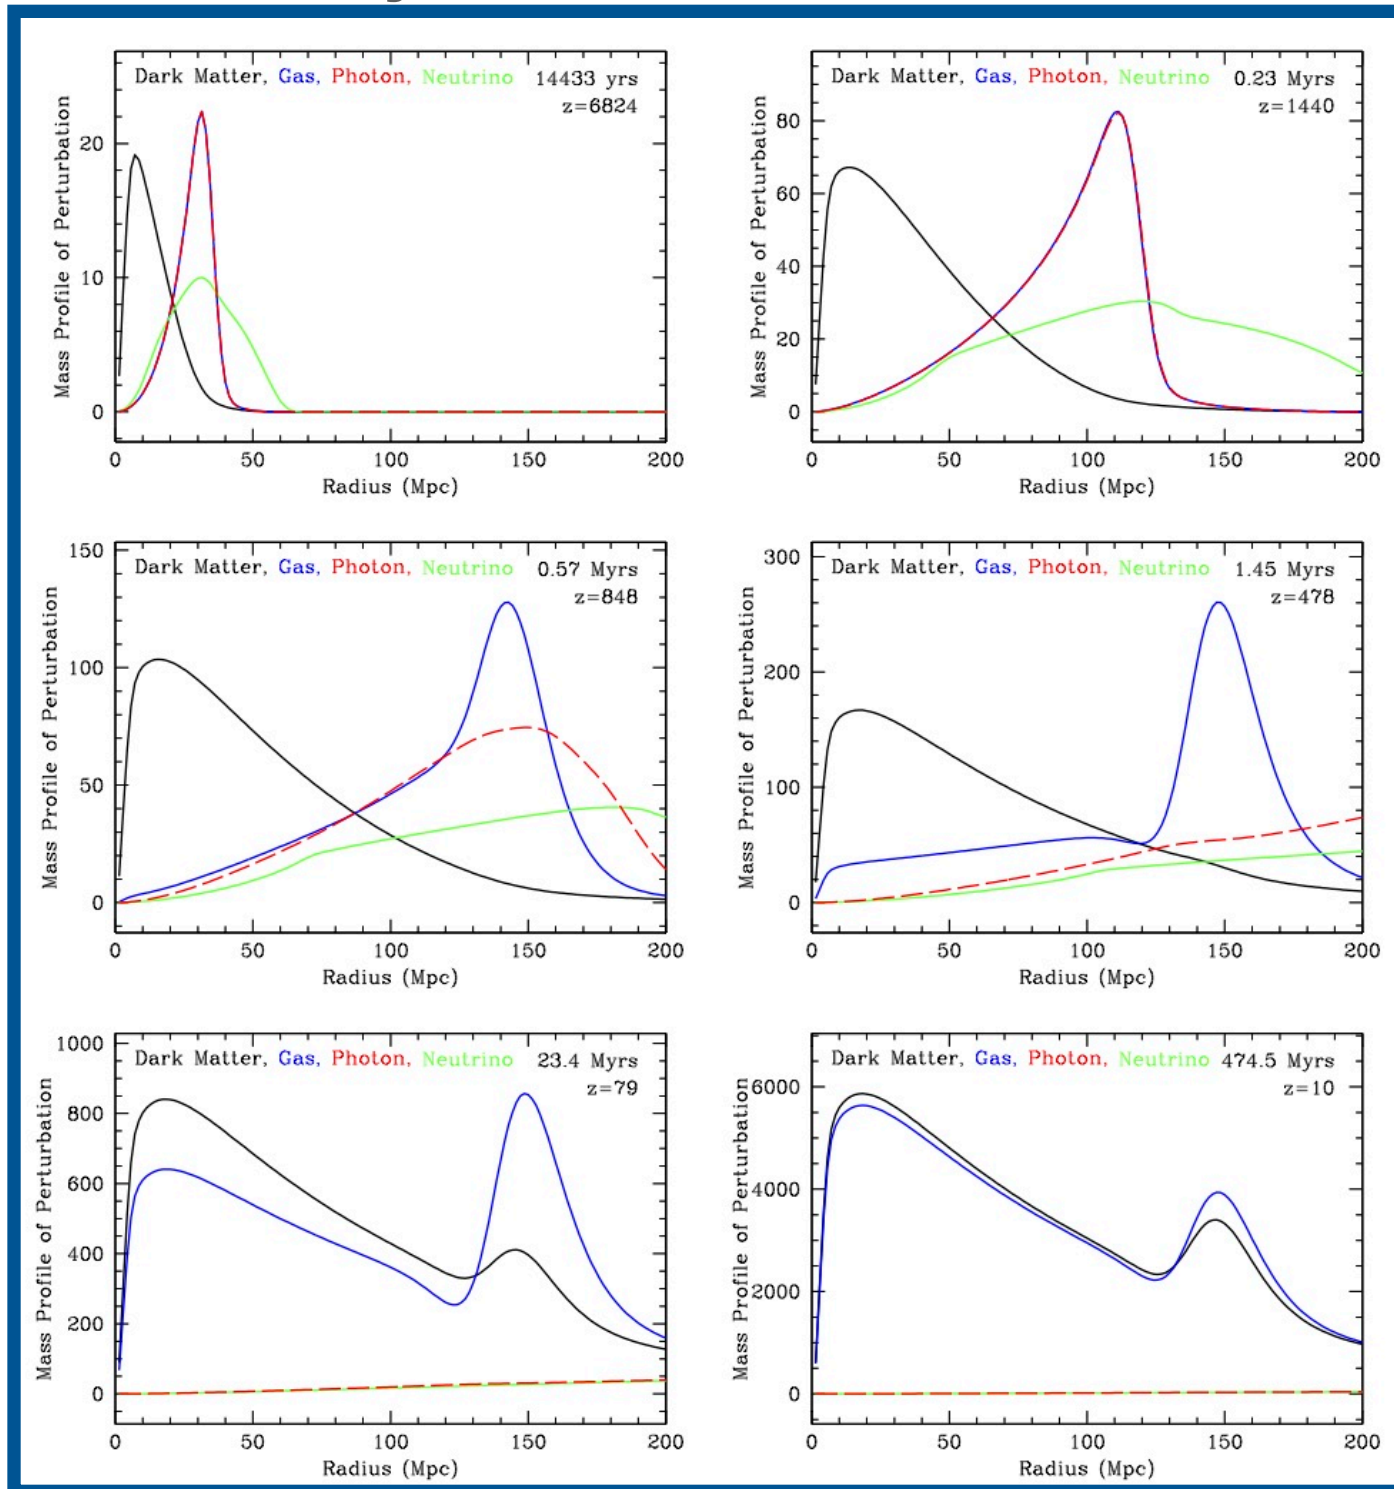 Dark Matter, Gas, Photon, Neutrino 14433 yrs
z=6824
Mass Profile of Perturbation
20
10
0
0 50 100 150 200
Radius (Mpc)
Dark Matter, Gas, Photon, Neutrino 0.23 Myrs
z=1440
Mass Profile of Perturbation
80
60
40
20
0
0 50 100 150 200
Radius (Mpc)
Dark Matter, Gas, Photon, Neutrino 0.57 Myrs
z=848
Mass Profile of Perturbation
150
100
50
0
0 50 100 150 200
Radius (Mpc)
Dark Matter, Gas, Photon, Neutrino 1.45 Myrs
z=478
Mass Profile of Perturbation
300
200
100
0
0 50 100 150 200
Radius (Mpc)
Dark Matter, Gas, Photon, Neutrino 23.4 Myrs
z=79
Mass Profile of Perturbation
1000
800
600
400
200
0
0 50 100 150 200
Radius (Mpc)
Dark Matter, Gas, Photon, Neutrino 474.5 Myrs
z=10
Mass Profile of Perturbation
6000
4000
2000
0
0 50 100 150 200
Radius (Mpc)